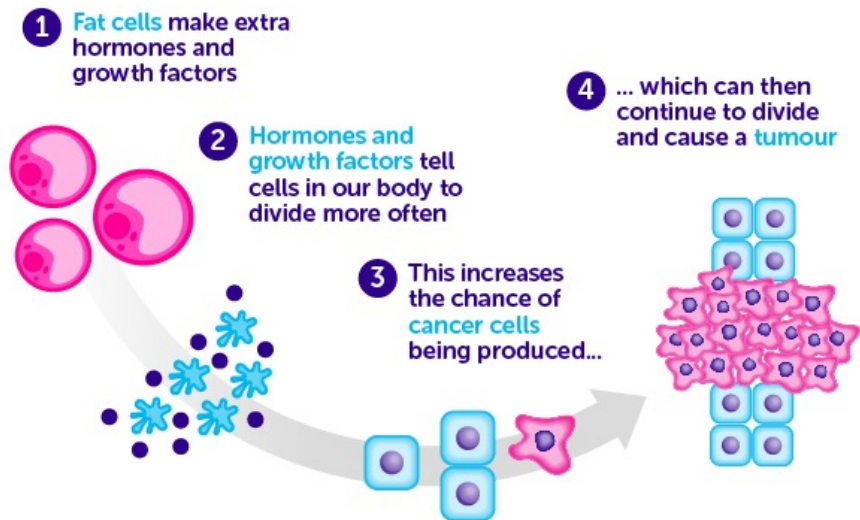 1 Fat cells make extra
hormones and
growth factors
2 Hormones and
growth factors tell
cells in our body to
divide more often
3 This increases
the chance of
cancer cells
being produced...
4 ... which can then
continue to divide
and cause a tumour